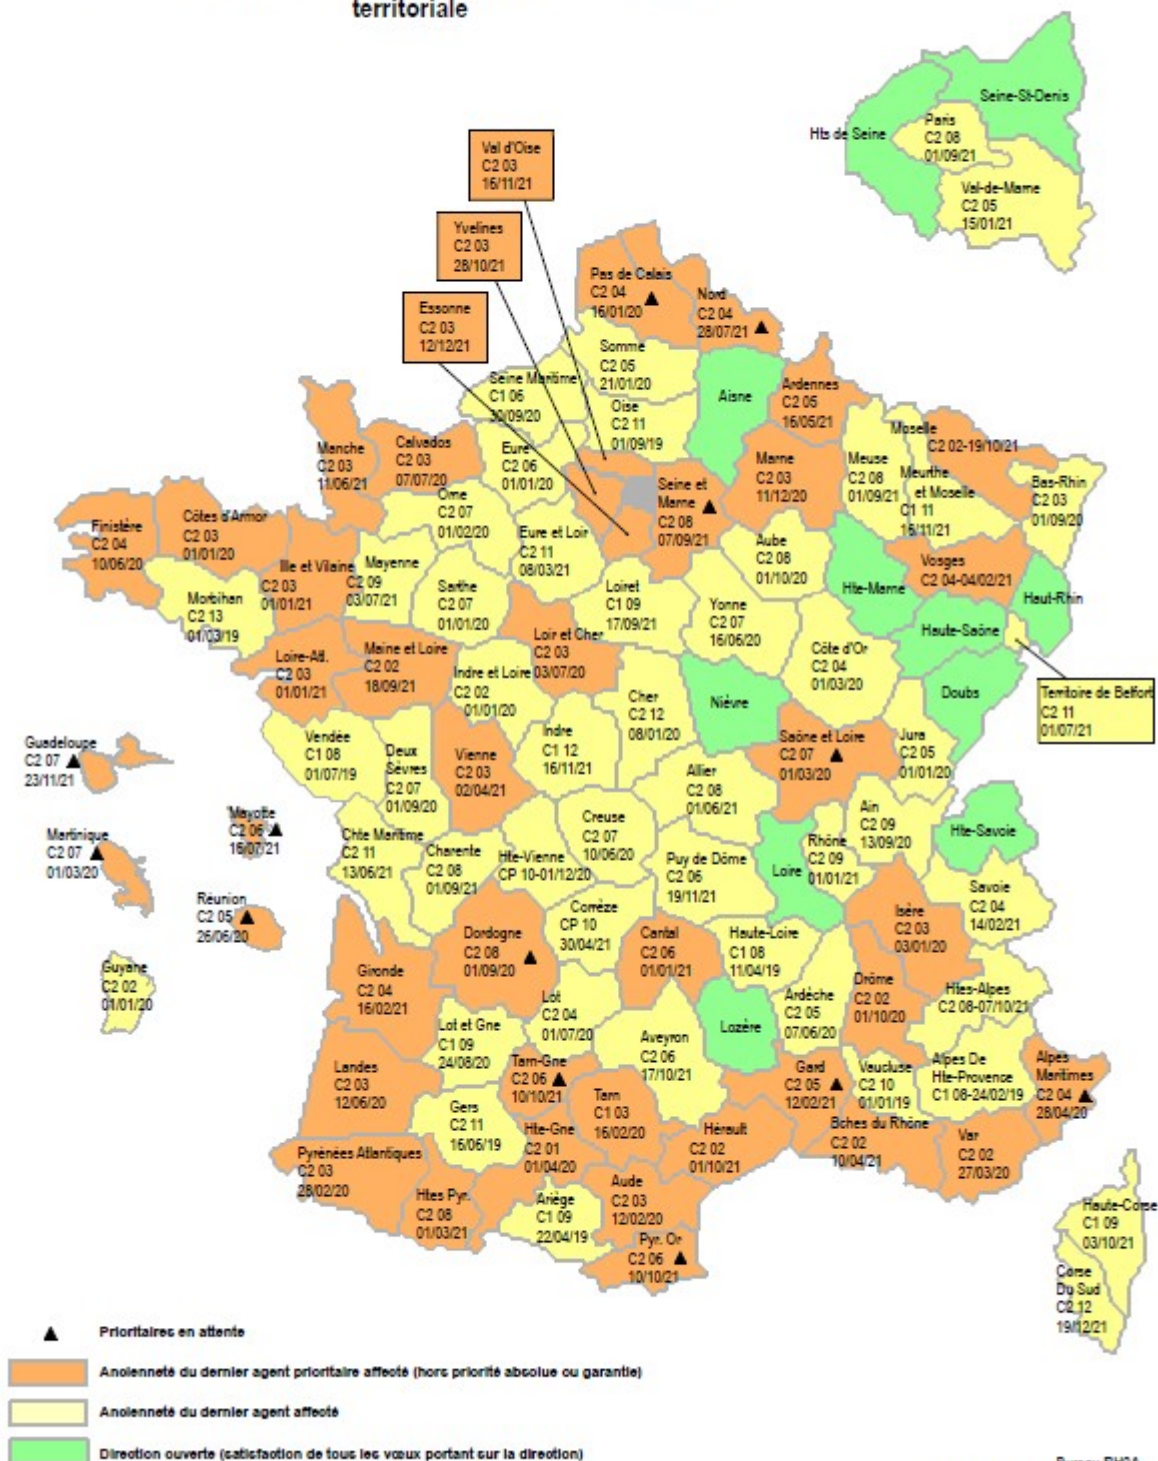 territoriale
Seine-St-Denis
Hts de Seine
Paris
C2 08
01/09/21
Val-de-Marne
C2 05
15/01/21
Val d'Oise
C2 03
16/11/21
Yvelines
C2 03
28/10/21
Essonne
C2 03
12/12/21
Pas de Calais
C2 04
16/01/20
Nord
C2 04
28/07/21
Somme
C2 05
21/01/20
Seine Maritime
C1 06
30/09/20
Oise
C2 11
01/09/19
Aisne
Ardennes
C2 05
16/05/21
Manche
C2 03
11/06/21
Calvados
C2 03
07/07/20
Eure
C2 06
01/01/20
Seine et
Marne
C2 08
07/09/21
Marne
C2 03
11/12/20
Meuse
C2 08
01/09/21
Moselle
C2 02-19/10/21
Meurthe
et Moselle
C1 11
16/11/21
Bas-Rhin
C2 03
01/09/20
Finistère
C2 04
10/06/20
Côtes d'Armor
C2 03
01/01/20
Orne
C2 07
01/02/20
Eure et Loir
C2 11
08/03/21
Aube
C2 08
01/10/20
Hte-Marne
Vosges
C2 04-04/02/21
Haut-Rhin
Ille et Vilaine
C2 03
01/01/21
Mayenne
C2 09
03/07/21
Morbihan
C2 13
01/03/19
Sarthe
C2 07
01/01/20
Loiret
C1 09
17/09/21
Yonne
C2 07
16/06/20
Haute-Saône
Territoire de Belfort
C2 11
01/07/21
Loire-Atl.
C2 03
01/01/21
Maine et Loire
C2 02
18/09/21
Loir et Cher
C2 03
03/07/20
Indre et Loire
C2 02
01/01/20
Cher
C2 12
08/01/20
Nièvre
Côte d'Or
C2 04
01/03/20
Doubs
Vendée
C1 08
01/07/19
Deux
Sèvres
C2 07
01/09/20
Vienne
C2 03
02/04/21
Indre
C1 12
16/11/21
Saône et Loire
C2 07
01/03/20
Jura
C2 05
01/01/20
Guadeloupe
C2 07
23/11/21
Mayotte
C2 06
16/07/21
Martinique
C2 07
01/03/20
Réunion
C2 05
26/06/20
Guyane
C2 02
01/01/20
Allier
C2 08
01/06/21
Chte Maritime
C2 11
13/06/21
Charente
C2 08
01/09/21
Hte-Vienne
CP 10-01/12/20
Creuse
C2 07
10/06/20
Puy de Dôme
C2 06
19/11/21
Loire
Rhône
C2 09
01/01/21
Ain
C2 09
13/09/20
Hte-Savoie
Savoie
C2 04
14/02/21
Corrèze
CP 10
30/04/21
Dordogne
C2 08
01/09/20
Cantal
C2 06
01/01/21
Haute-Loire
C1 08
11/04/19
Isère
C2 03
03/01/20
Gironde
C2 04
16/02/21
Lot
C2 04
01/07/20
Lot et Gne
C1 09
24/08/20
Aveyron
C2 06
17/10/21
Lozère
Ardèche
C2 05
07/06/20
Drôme
C2 02
01/10/20
Htes-Alpes
C2 08-07/10/21
Landes
C2 03
12/06/20
Tarn-Gne
C2 06
10/10/21
Tarn
C1 03
16/02/20
Gard
C2 05
12/02/21
Vaucluse
C2 10
01/01/19
Alpes De
Hte-Provence
C1 08-24/02/19
Alpes
Maritimes
C2 04
28/04/20
Gers
C2 11
16/06/19
Hte-Gne
C2 01
01/04/20
Hérault
C2 02
01/10/21
Bches du Rhône
C2 02
10/04/21
Var
C2 02
27/03/20
Pyrénées Atlantiques
C2 03
28/02/20
Htes Pyr.
C2 08
01/03/21
Ariège
C1 09
22/04/19
Aude
C2 03
12/02/20
Pyr. Or
C2 06
10/10/21
Haute-Corse
C1 09
03/10/21
Corse
Du Sud
C2 12
19/12/21
Prioritaires en attente
Ancienneté du dernier agent prioritaire affecté (hors priorité absolue ou garantie)
Ancienneté du dernier agent affecté
Direction ouverte (satisfaction de tous les vœux portant sur la direction)